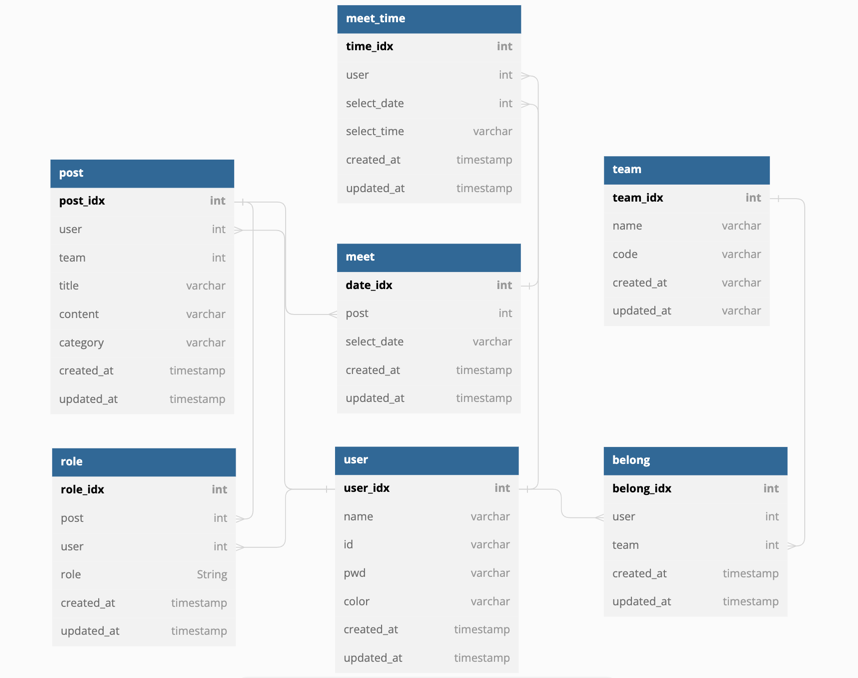 meet_time
time_idx int
user int
select_date int
select_time varchar
created_at timestamp
updated_at timestamp
post
post_idx int
user int
team int
title varchar
content varchar
category varchar
created_at timestamp
updated_at timestamp
meet
date_idx int
post int
select_date varchar
created_at timestamp
updated_at timestamp
team
team_idx int
name varchar
code varchar
created_at varchar
updated_at varchar
role
role_idx int
post int
user int
role String
created_at timestamp
updated_at timestamp
user
user_idx int
name varchar
id varchar
pwd varchar
color varchar
created_at timestamp
updated_at timestamp
belong
belong_idx int
user int
team int
created_at timestamp
updated_at timestamp